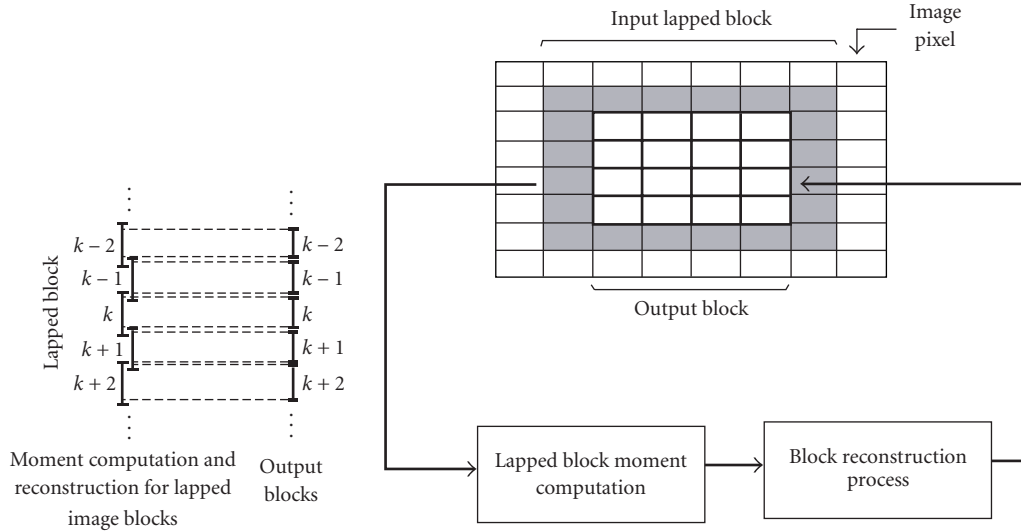 Input lapped block
Image
pixel
Output block
Lapped block
k − 2
k − 1
k
k + 1
k + 2
k − 2
k − 1
k
k + 1
k + 2
Moment computation and
reconstruction for lapped
image blocks
Output
blocks
Lapped block moment
computation
Block reconstruction
process